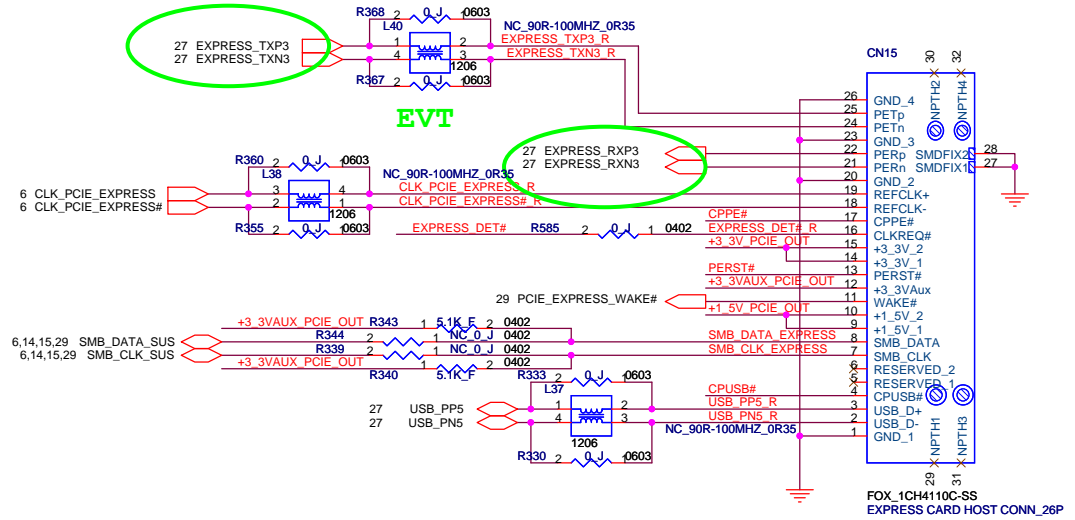 R368 2 0_J 1 0603
L40 NC_90R-100MHZ_0R35
27 EXPRESS_TXP3 1 2 EXPRESS_TXP3_R
27 EXPRESS_TXN3 4 3 EXPRESS_TXN3_R
1206
R367 2 0_J 1 0603
EVT
CN15
30 32
NPTH2 NPTH4
26 GND_4
25 PETp
24 PETn
23 GND_3
27 EXPRESS_RXP3 22 PERp SMDFIX2 28
27 EXPRESS_RXN3 21 PERn SMDFIX1 27
20 GND_2
R360 2 0_J 1 0603
L38 NC_90R-100MHZ_0R35
6 CLK_PCIE_EXPRESS 3 4 CLK_PCIE_EXPRESS_R 19 REFCLK+
6 CLK_PCIE_EXPRESS# 2 1 CLK_PCIE_EXPRESS#_R 18 REFCLK-
1206
R355 2 0_J 1 0603
CPPE# 17 CPPE#
EXPRESS_DET# R585 2 0_J 1 0402 EXPRESS_DET#_R 16 CLKREQ#
+3_3V_PCIE_OUT 15 +3_3V_2
14 +3_3V_1
PERST# 13 PERST#
+3_3VAUX_PCIE_OUT 12 +3_3VAux
29 PCIE_EXPRESS_WAKE# 11 WAKE#
+1_5V_PCIE_OUT 10 +1_5V_2
9 +1_5V_1
+3_3VAUX_PCIE_OUT R343 1 5.1K_F 2 0402
6,14,15,29 SMB_DATA_SUS R344 2 1 NC_0_J 0402 SMB_DATA_EXPRESS 8 SMB_DATA
6,14,15,29 SMB_CLK_SUS R339 2 1 NC_0_J 0402 SMB_CLK_EXPRESS 7 SMB_CLK
+3_3VAUX_PCIE_OUT R340 1 5.1K_F 2 0402
6 RESERVED_2
5 RESERVED_1
R333 2 0_J 1 0603
L37
CPUSB# 4 CPUSB#
27 USB_PP5 1 2 USB_PP5_R 3 USB_D+
27 USB_PN5 4 3 USB_PN5_R 2 USB_D-
NC_90R-100MHZ_0R35
1 GND_1
1206
R330 2 0_J 1 0603
NPTH1 NPTH3
29 31
FOX_1CH4110C-SS
EXPRESS CARD HOST CONN_26P